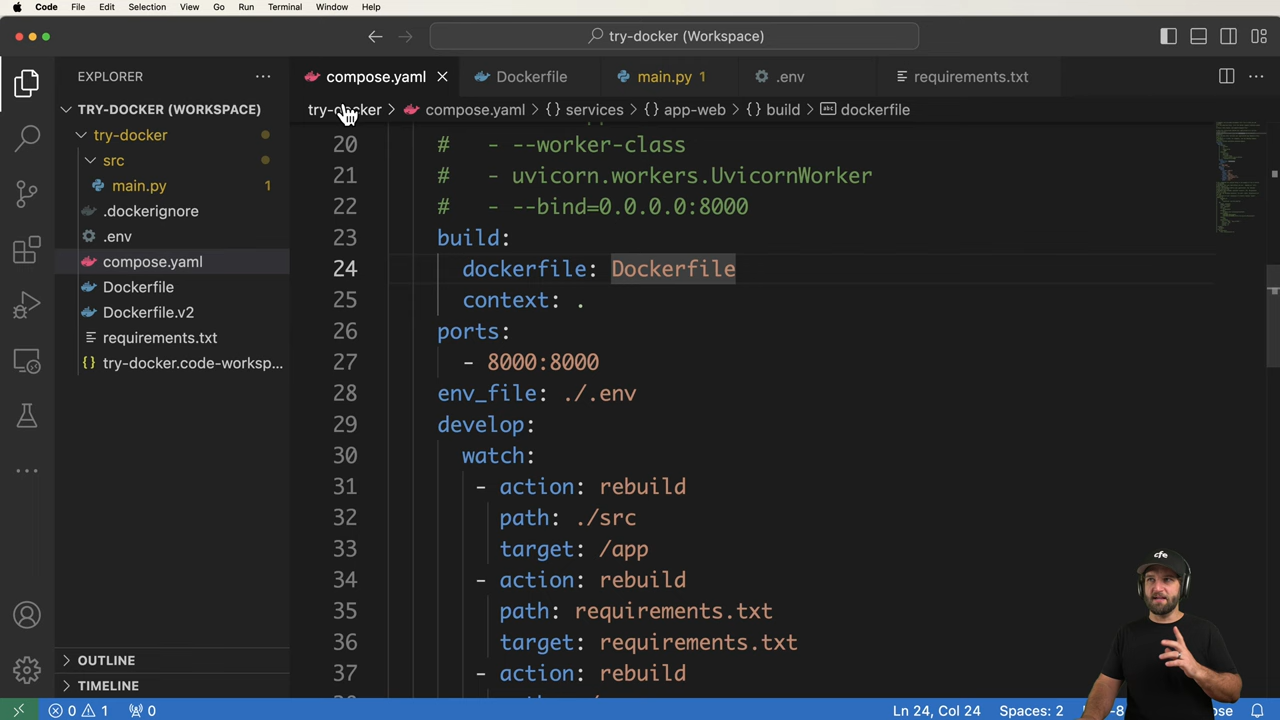 Code File Edit Selection View Go Run Terminal Window Help
try-docker (Workspace)
EXPLORER
compose.yaml
Dockerfile
main.py 1
.env
requirements.txt
TRY-DOCKER (WORKSPACE)
try-docker
src
main.py 1
.dockerignore
.env
compose.yaml
Dockerfile
Dockerfile.v2
requirements.txt
try-docker.code-worksp...
OUTLINE
TIMELINE
try-docker > compose.yaml > {} services > {} app-web > {} build > dockerfile
20 # - --worker-class
21 # - uvicorn.workers.UvicornWorker
22 # - --bind=0.0.0.0:8000
23 build:
24 dockerfile: Dockerfile
25 context: .
26 ports:
27 - 8000:8000
28 env_file: ./.env
29 develop:
30 watch:
31 - action: rebuild
32 path: ./src
33 target: /app
34 - action: rebuild
35 path: requirements.txt
36 target: requirements.txt
37 - action: rebuild
cfe
0 1 0
Ln 24, Col 24 Spaces: 2